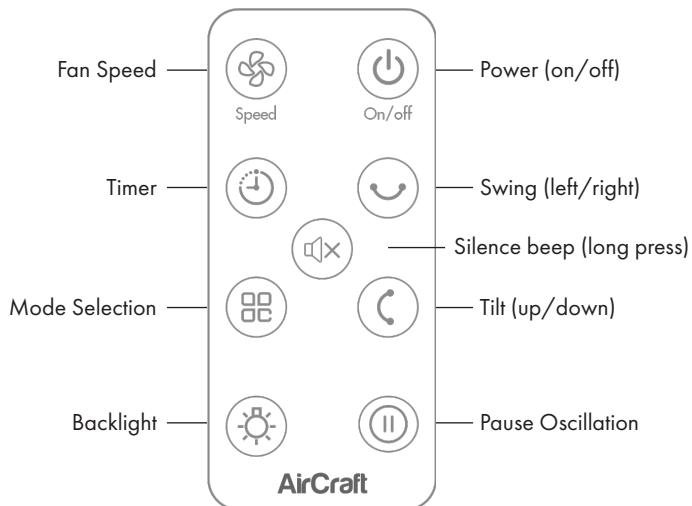 Fan Speed
Power (on/off)
Speed
On/off
Timer
Swing (left/right)
Silence beep (long press)
Mode Selection
Tilt (up/down)
Backlight
Pause Oscillation
AirCraft